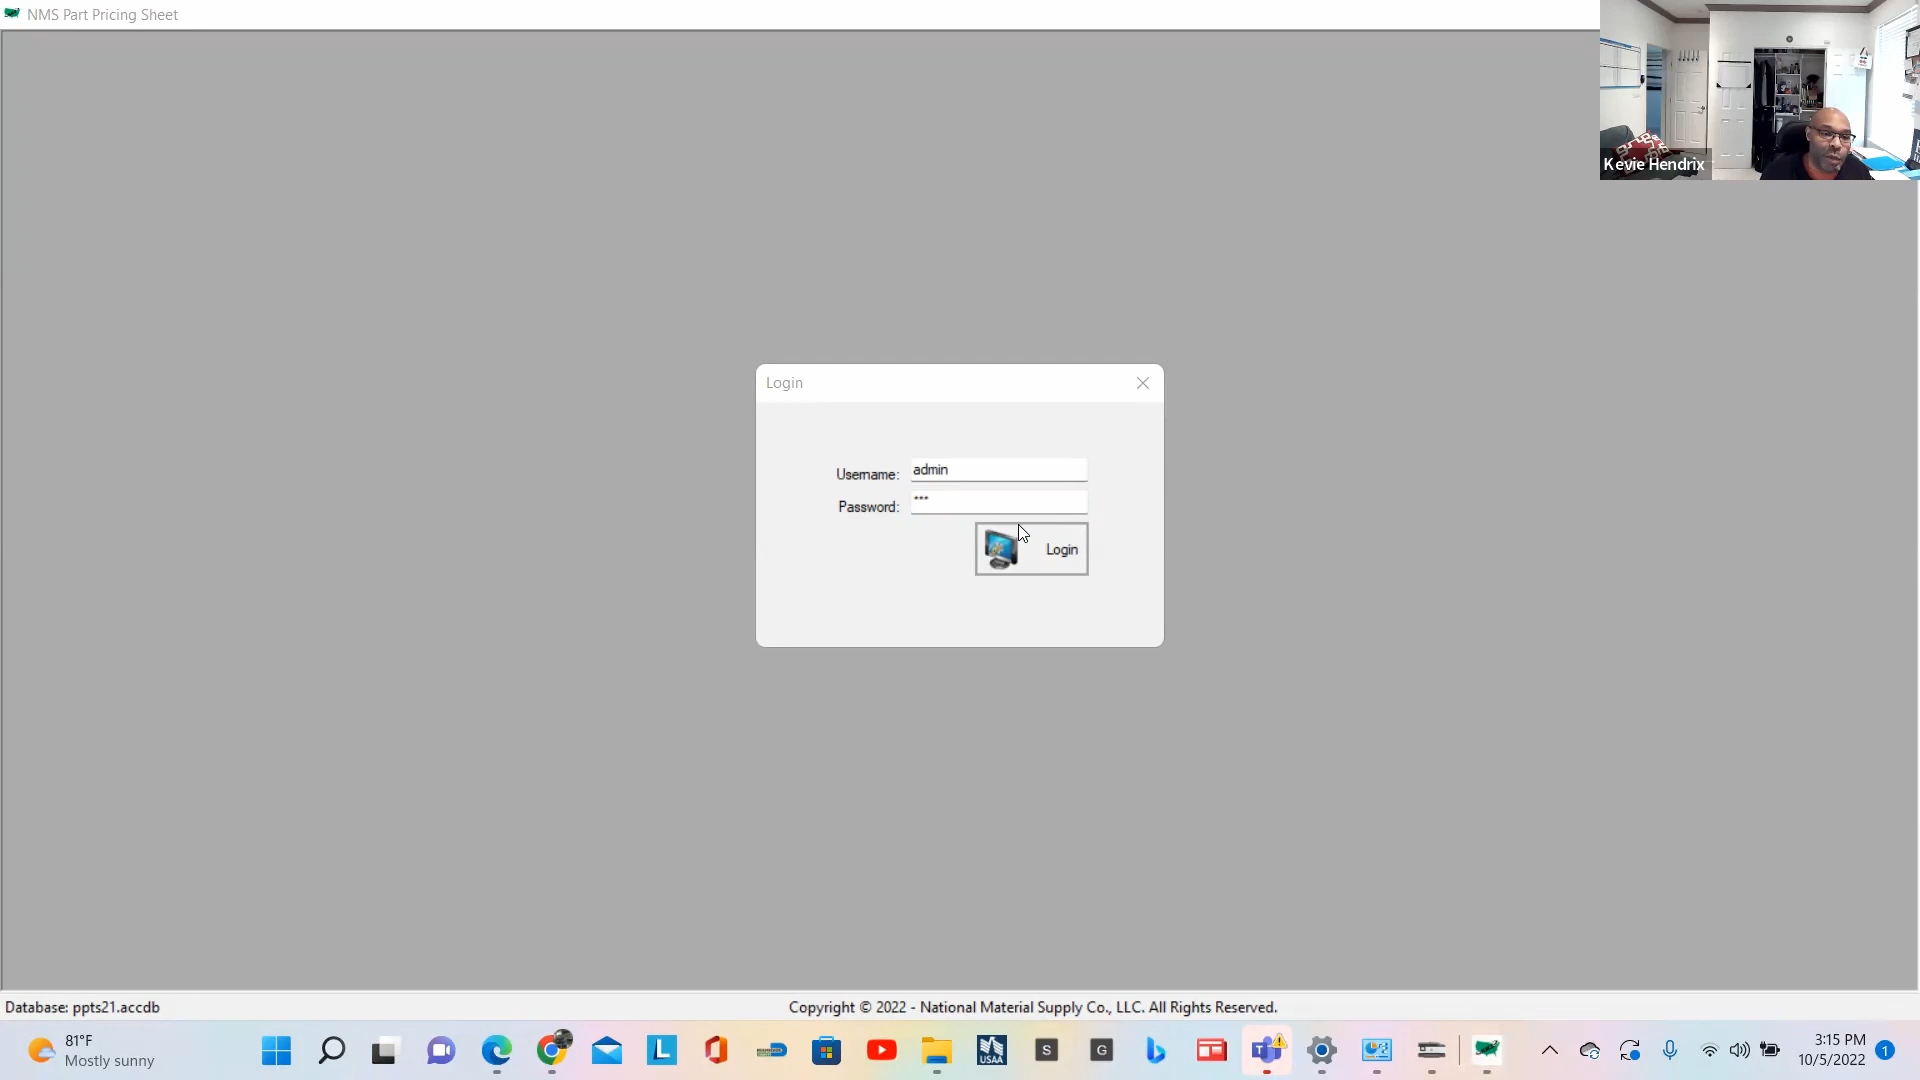 NMS Part Pricing Sheet
Kevie Hendrix
Login
Username: admin
Password: ***
Login
Database: ppts21.accdb
Copyright © 2022 - National Material Supply Co., LLC. All Rights Reserved.
81°F
Mostly sunny
L
USAA
S
G
T
3:15 PM
10/5/2022
1